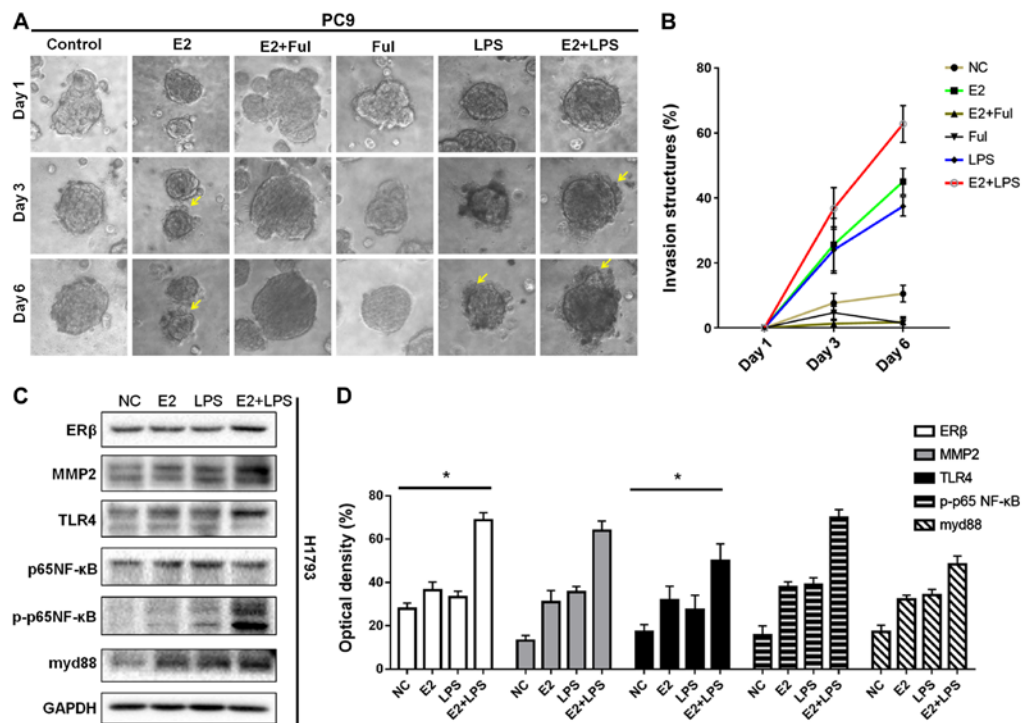 A
PC9
Control E2 E2+Ful Ful LPS E2+LPS
Day 1
Day 3
Day 6
B
Invasion structures (%)
80
60
40
20
0
Day 1 Day 3 Day 6
NC
E2
E2+Ful
Ful
LPS
E2+LPS
C
NC E2 LPS E2+LPS
ERβ
MMP2
TLR4
p65NF-κB
p-p65NF-κB
myd88
GAPDH
H1793
D
Optical density (%)
80
60
40
20
0
* *
NC E2 LPS E2+LPS NC E2 LPS E2+LPS NC E2 LPS E2+LPS NC E2 LPS E2+LPS NC E2 LPS E2+LPS
ERβ
MMP2
TLR4
p-p65 NF-κB
myd88